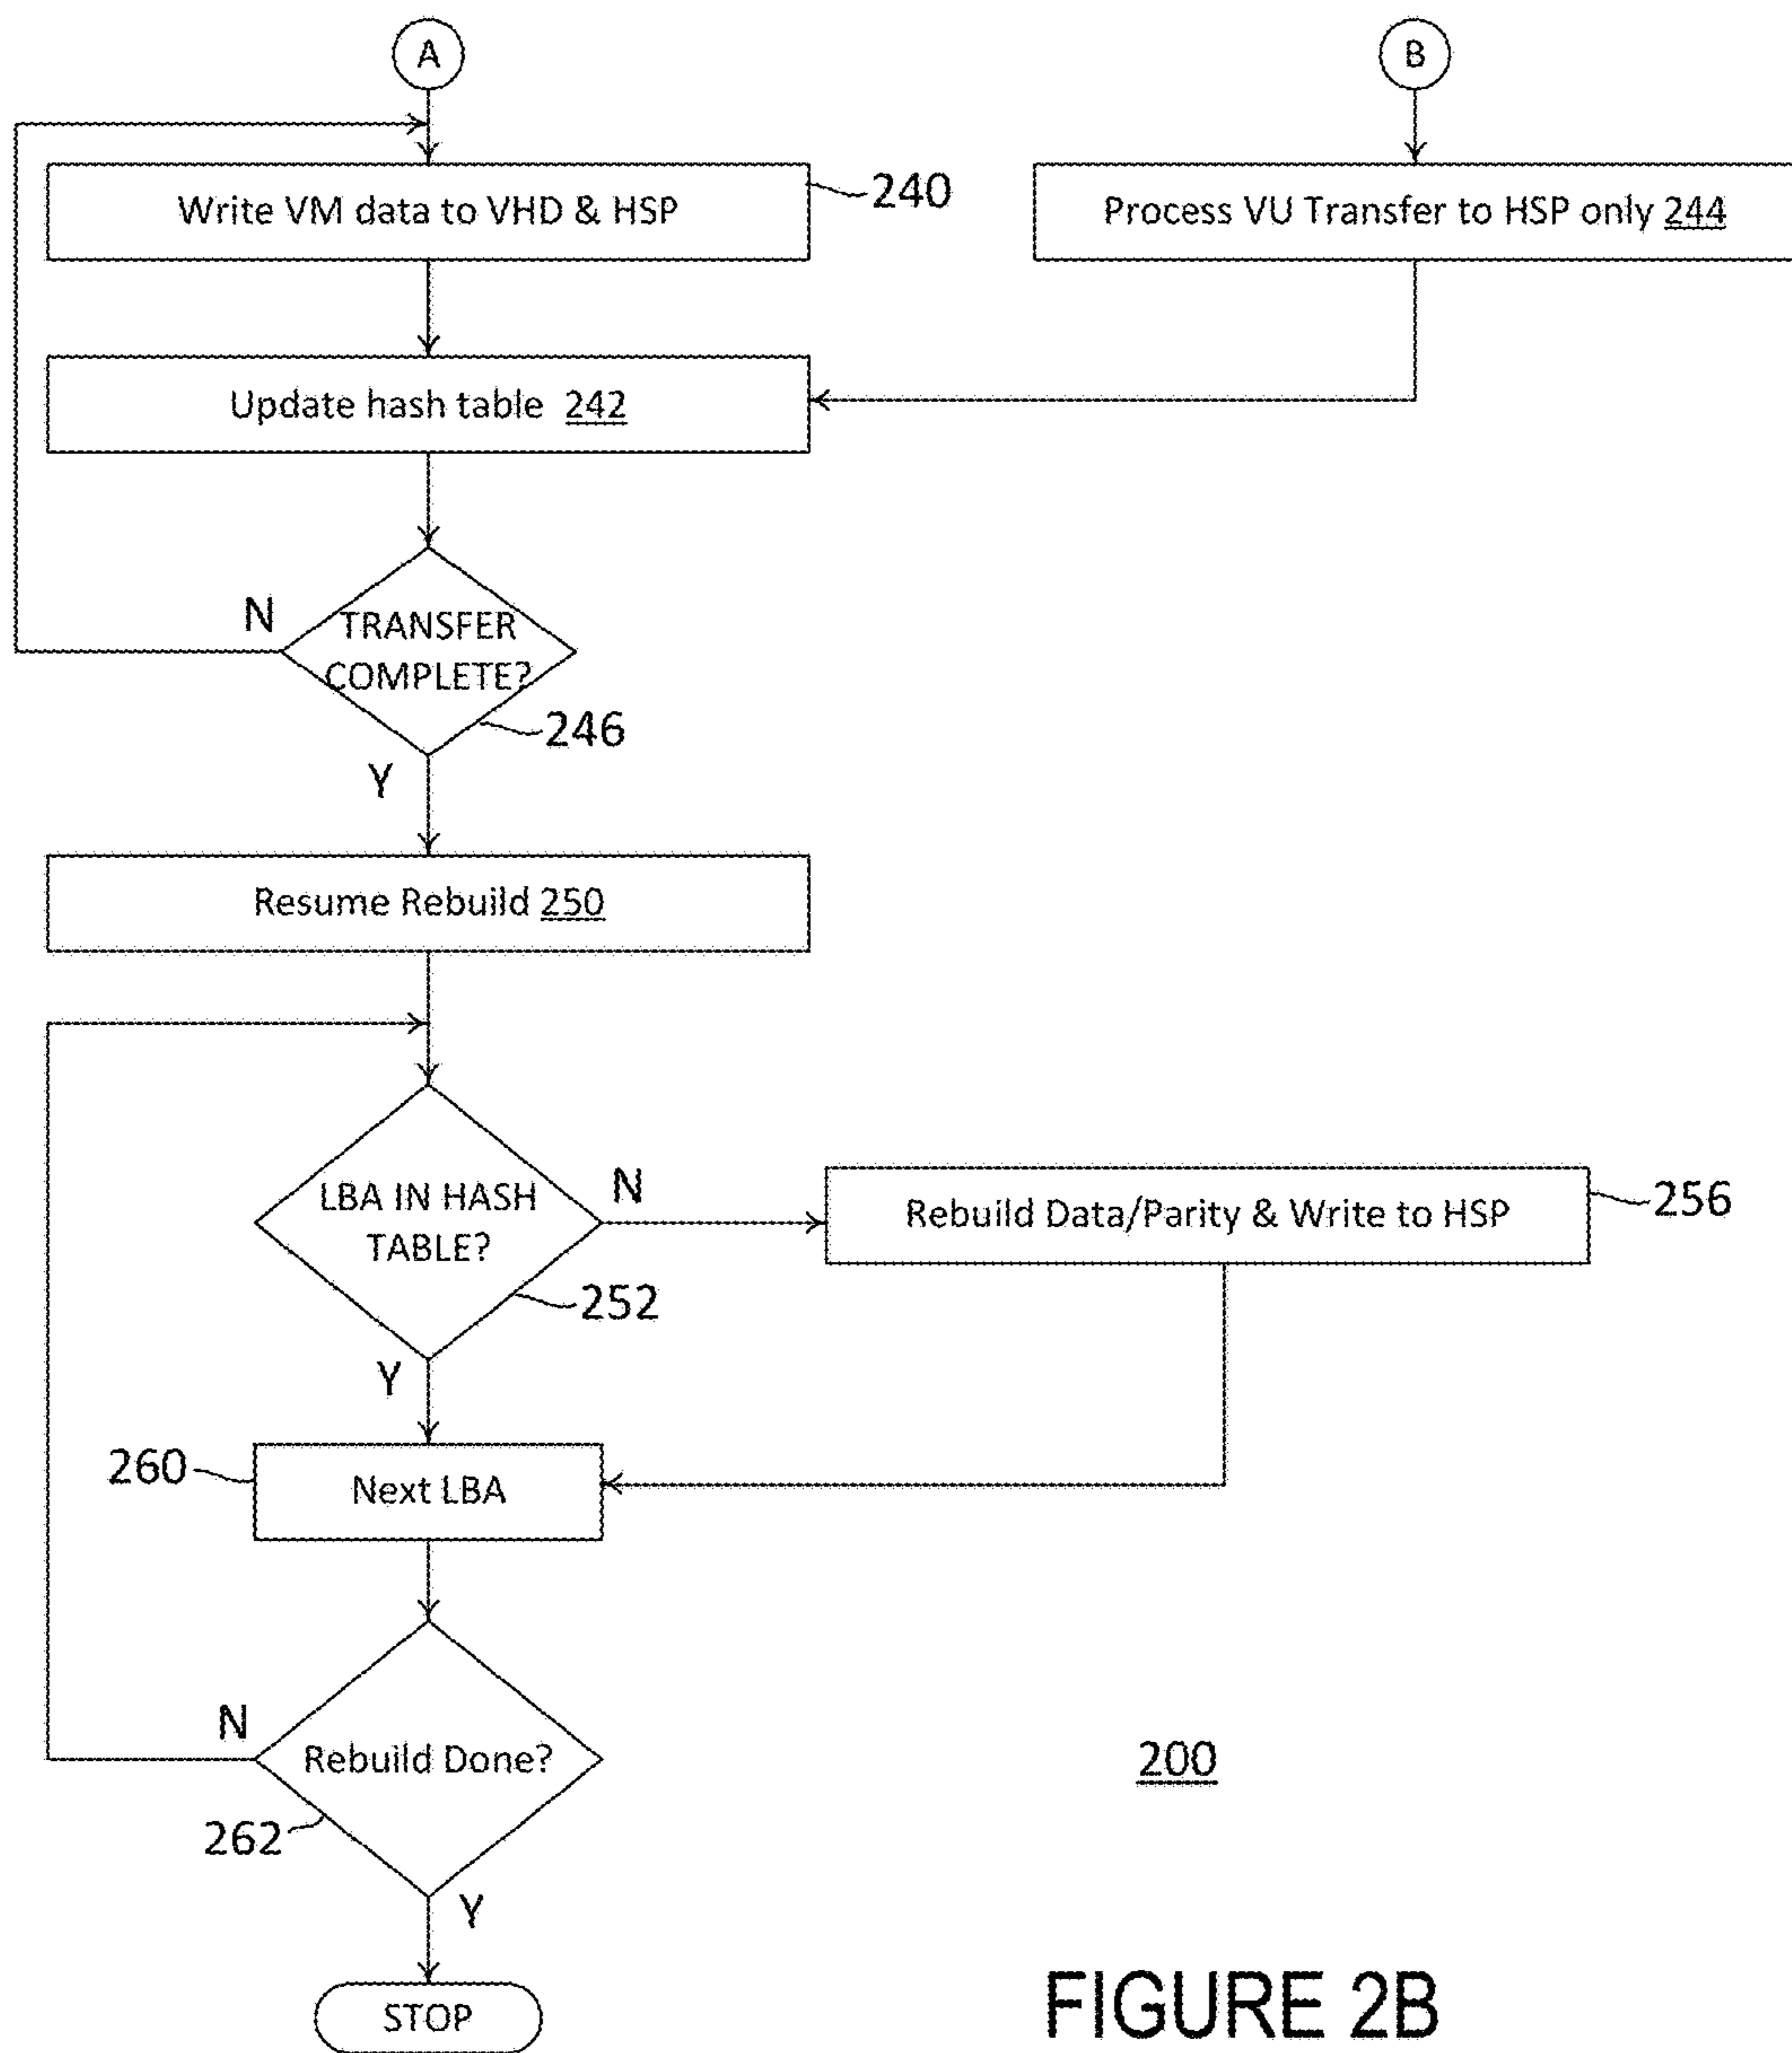 A
B
Write VM data to VHD & HSP
240
Process VU Transfer to HSP only 244
Update hash table 242
N
TRANSFER
COMPLETE?
246
Y
Resume Rebuild 250
LBA IN HASH
TABLE?
N
252
Rebuild Data/Parity & Write to HSP
256
Y
260
Next LBA
N
Rebuild Done?
262
200
Y
STOP
FIGURE 2B